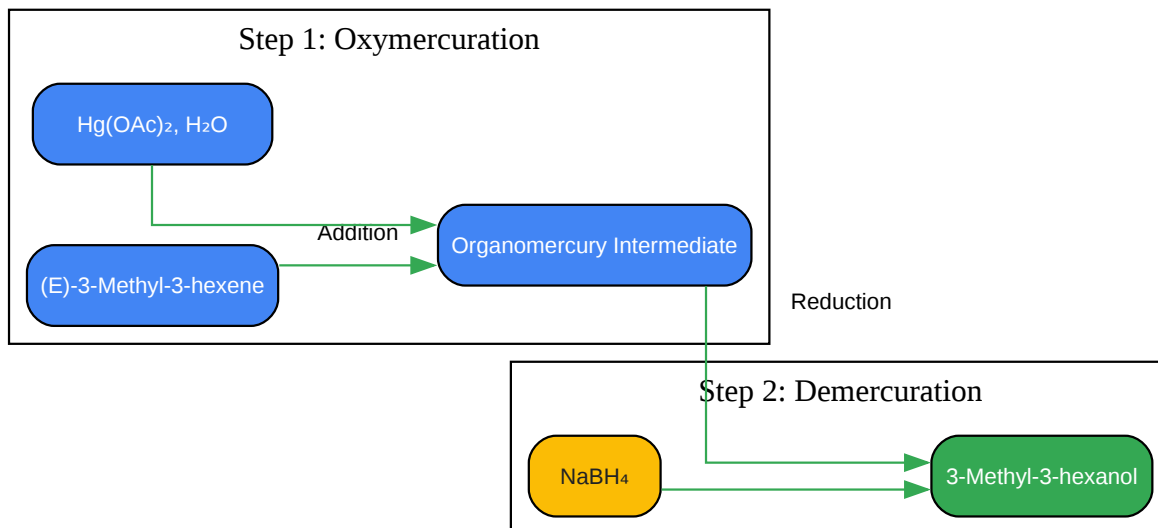 Step 1: Oxymercuration
Hg(OAc)₂, H₂O
Addition
(E)-3-Methyl-3-hexene
Organomercury Intermediate
Reduction
Step 2: Demercuration
NaBH₄
3-Methyl-3-hexanol